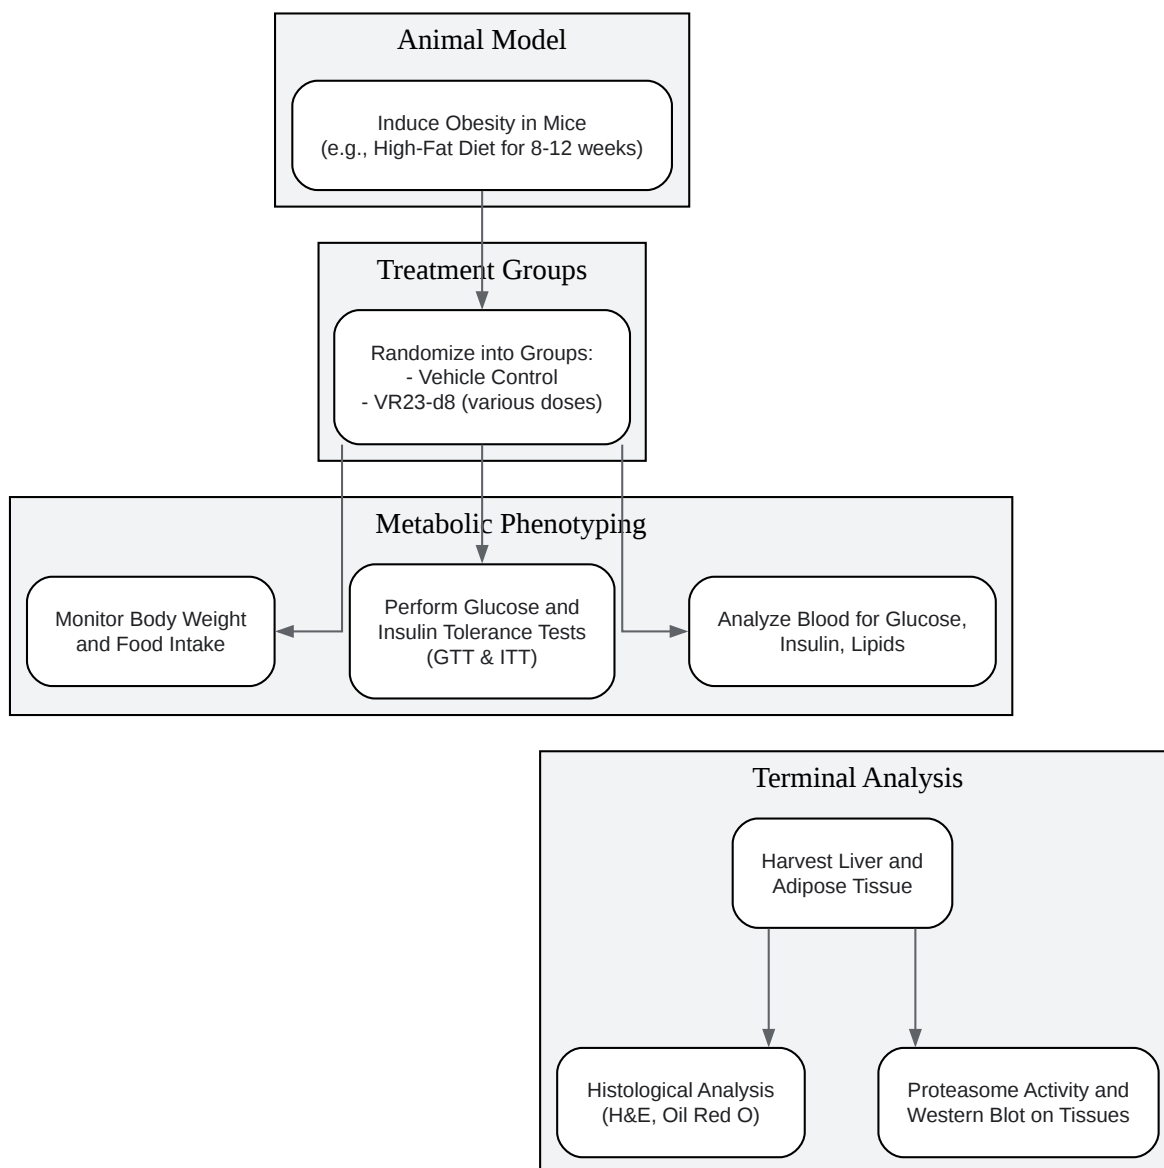 Animal Model
Induce Obesity in Mice
(e.g., High-Fat Diet for 8-12 weeks)
Treatment Groups
Randomize into Groups:
- Vehicle Control
- VR23-d8 (various doses)
Metabolic Phenotyping
Monitor Body Weight
and Food Intake
Perform Glucose and
Insulin Tolerance Tests
(GTT & ITT)
Analyze Blood for Glucose,
Insulin, Lipids
Terminal Analysis
Harvest Liver and
Adipose Tissue
Histological Analysis
(H&E, Oil Red O)
Proteasome Activity and
Western Blot on Tissues